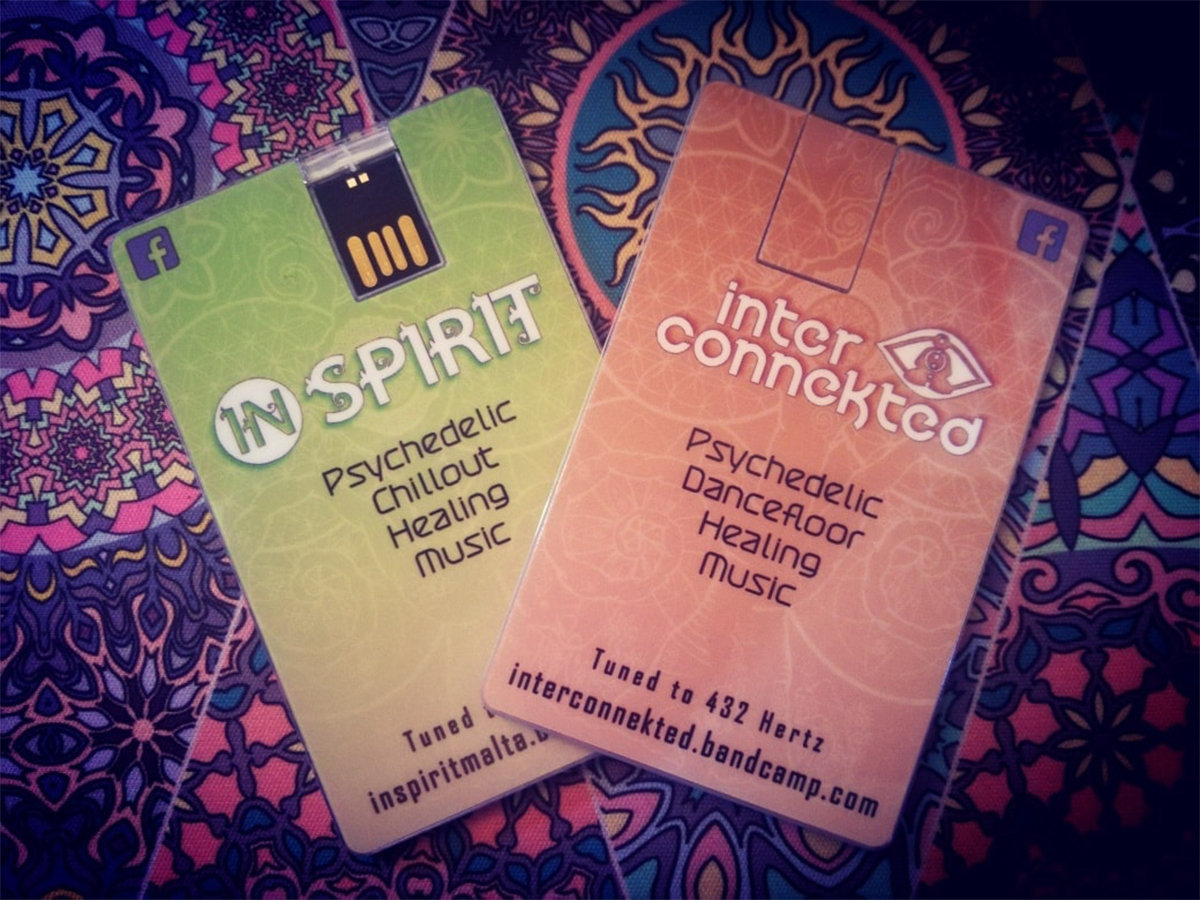 f
IN SPIRIT
Psychedelic
Chillout
Healing
Music
Tuned
inspiritmalta.
f
inter
connekted
Psychedelic
Dancefloor
Healing
Music
Tuned to 432 Hertz
interconnekted.bandcamp.com